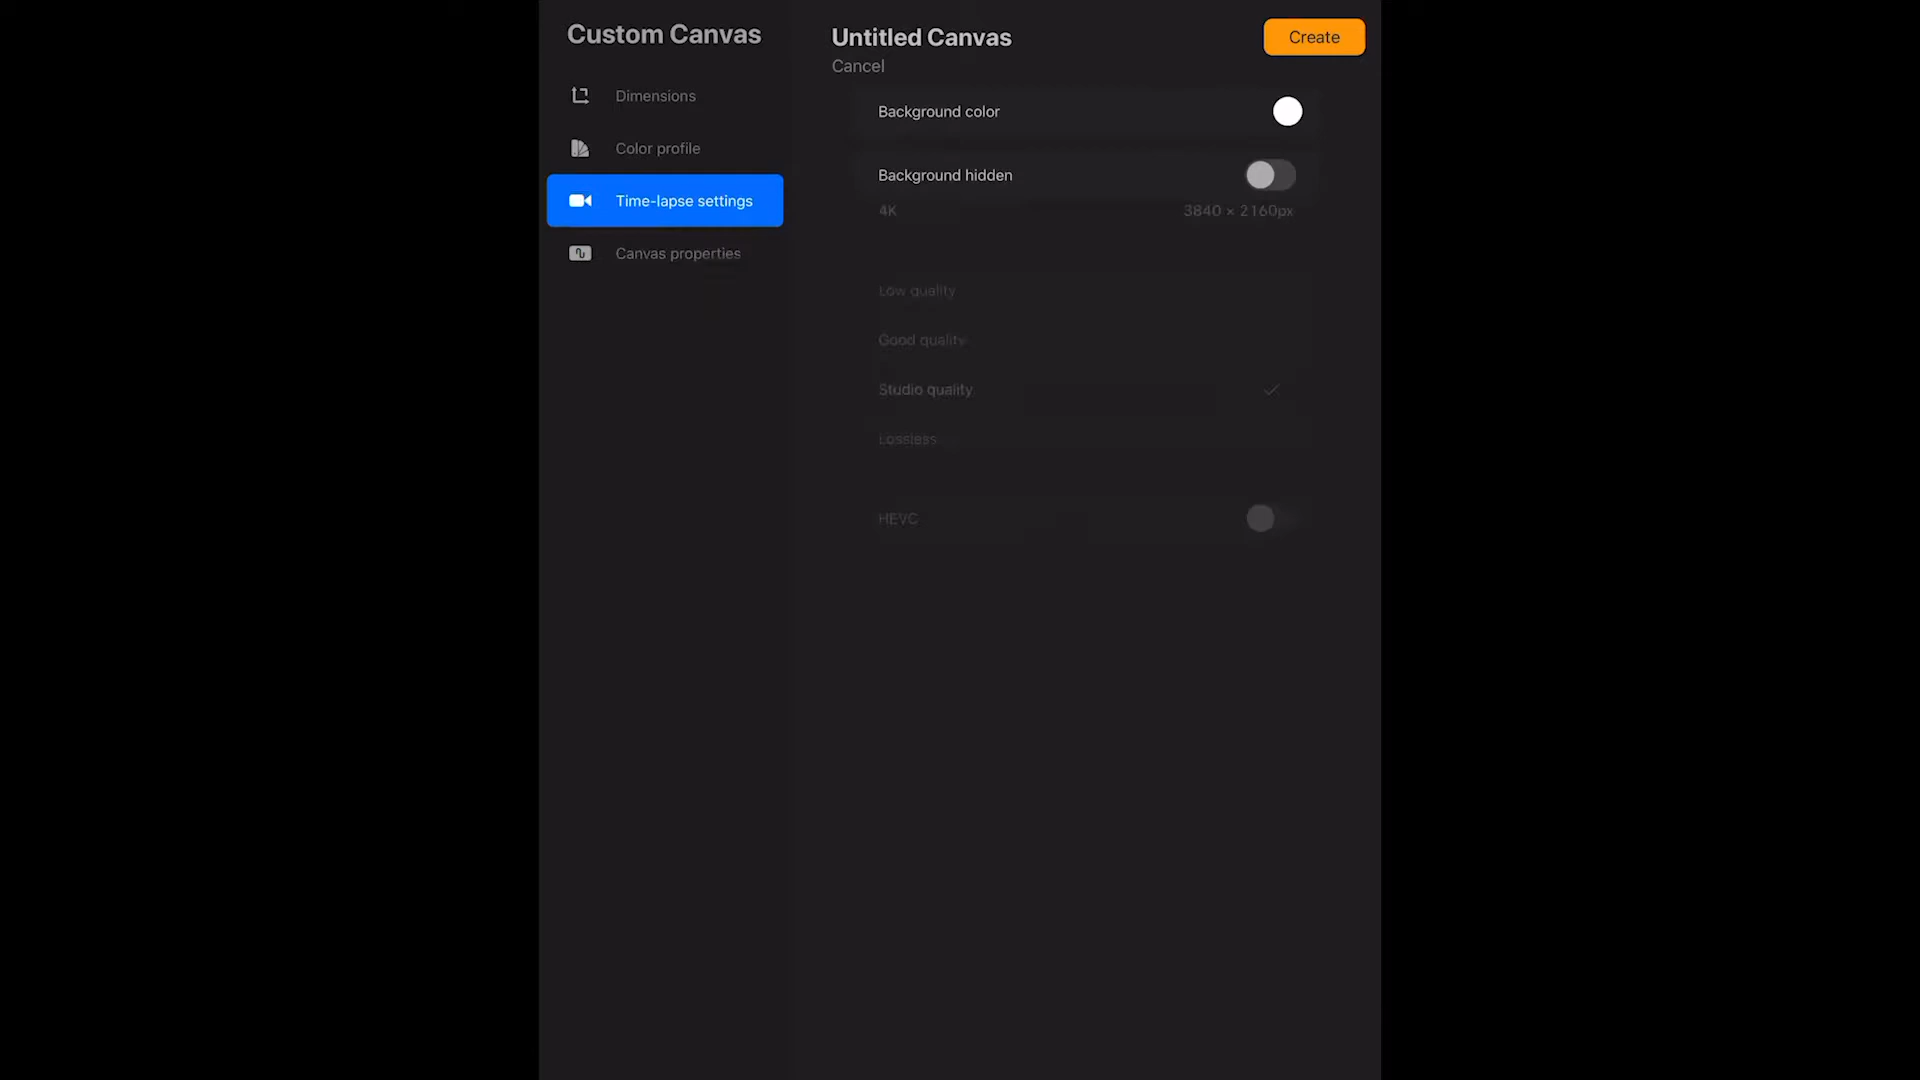 Custom Canvas
Dimensions
Color profile
Time-lapse settings
Canvas properties
Untitled Canvas
Cancel
Create
Background color
Background hidden
4K 3840 × 2160px
Low quality
Good quality
Studio quality
Lossless
HEVC